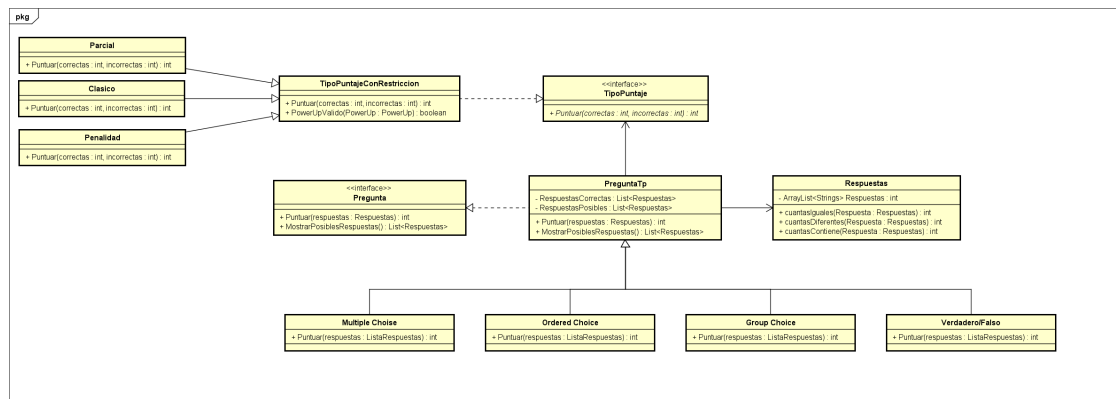 pkg
Parcial
+ Puntuar(correctas : int, incorrectas : int) : int
Clasico
+ Puntuar(correctas : int, incorrectas : int) : int
Penalidad
+ Puntuar(correctas : int, incorrectas : int) : int
TipoPuntajeConRestriccion
+ Puntuar(correctas : int, incorrectas : int) : int
+ PowerUpValido(PowerUp : PowerUp) : boolean
<<interface>>
TipoPuntaje
+ Puntuar(correctas : int, incorrectas : int) : int
<<interface>>
Pregunta
+ Puntuar(respuestas : Respuestas) : int
+ MostrarPosiblesRespuestas() : List<Respuestas>
PreguntaTp
- RespuestasCorrectas : List<Respuestas>
- RespuestasPosibles : List<Respuestas>
+ Puntuar(respuestas : Respuestas) : int
+ MostrarPosiblesRespuestas() : List<Respuestas>
Respuestas
- ArrayList<Strings> Respuestas : int
+ cuantasIguales(Respuesta : Respuestas) : int
+ cuantasDiferentes(Respuesta : Respuestas) : int
+ cuantasContiene(Respuesta : Respuestas) : int
Multiple Choise
+ Puntuar(respuestas : ListaRespuestas) : int
Ordered Choice
+ Puntuar(respuestas : ListaRespuestas) : int
Group Choice
+ Puntuar(respuestas : ListaRespuestas) : int
Verdadero/Falso
+ Puntuar(respuestas : ListaRespuestas) : int